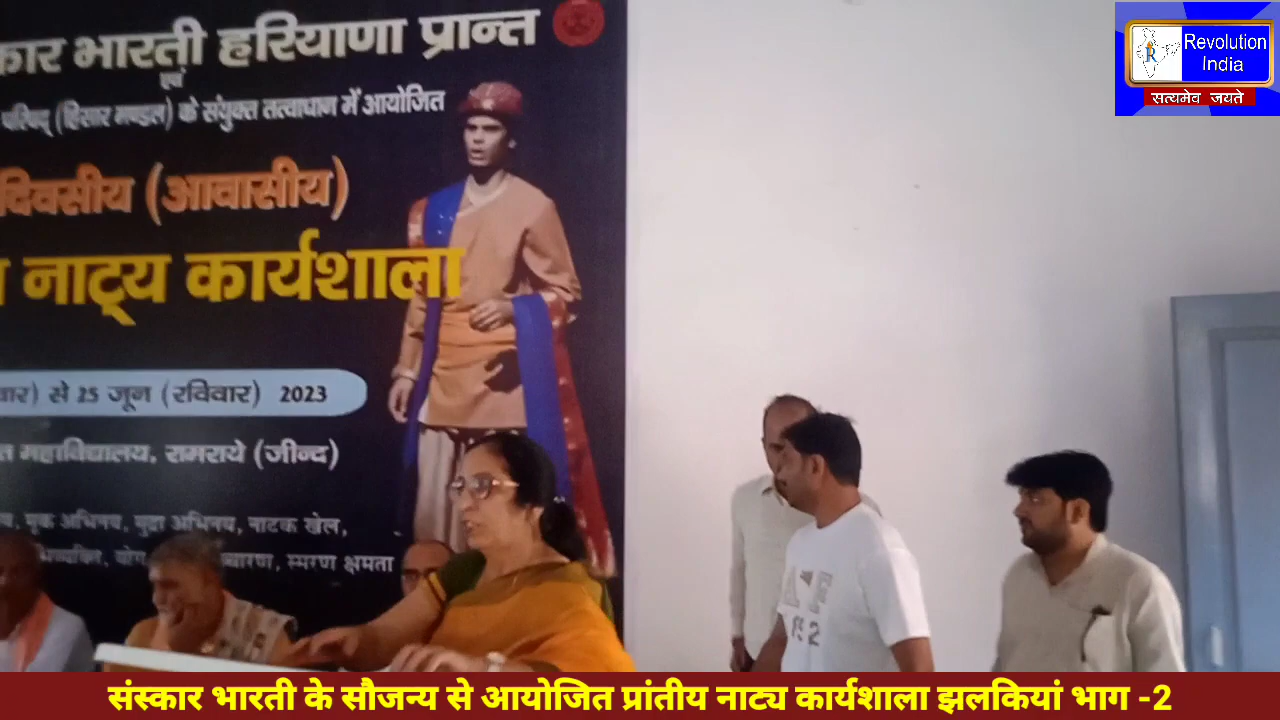 कार भारती हरियाणा प्रान्त
एवं
परिषद् (हिसार मण्डल) के संयुक्त तत्वाधान में आयोजित
दिवसीय (आवासीय)
नाट्य कार्यशाला
वार) से 25 जून (रविवार) 2023
त महाविद्यालय, रामराये (जीन्द)
मूक अभिनय, मुद्रा अभिनय, नाटक खेल,
योग
स्मरण क्षमता
Revolution
India
सत्यमेव जयते
संस्कार भारती के सौजन्य से आयोजित प्रांतीय नाट्य कार्यशाला झलकियां भाग -2